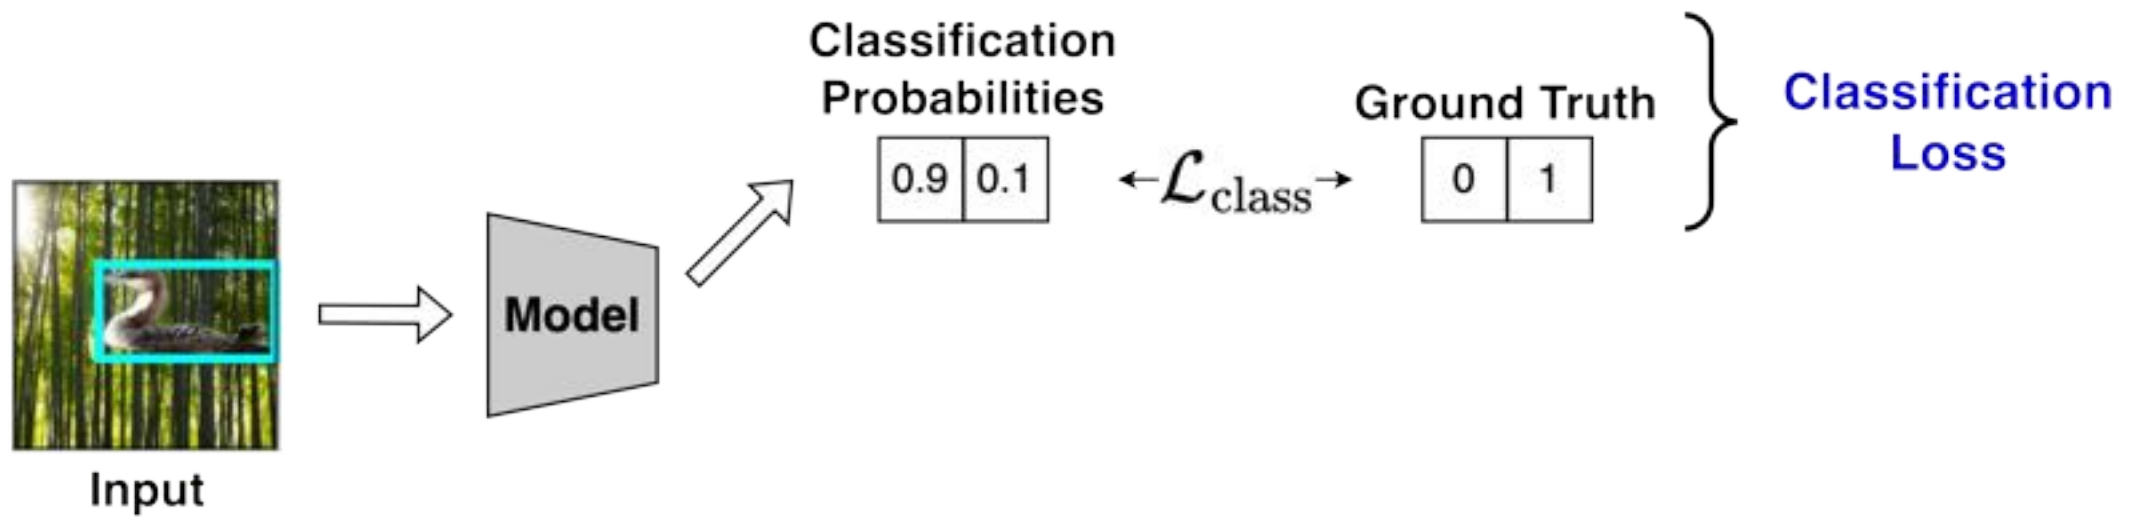 Classification
Probabilities
0.9 0.1
ℒclass
Ground Truth
0 1
Classification
Loss
Model
Input